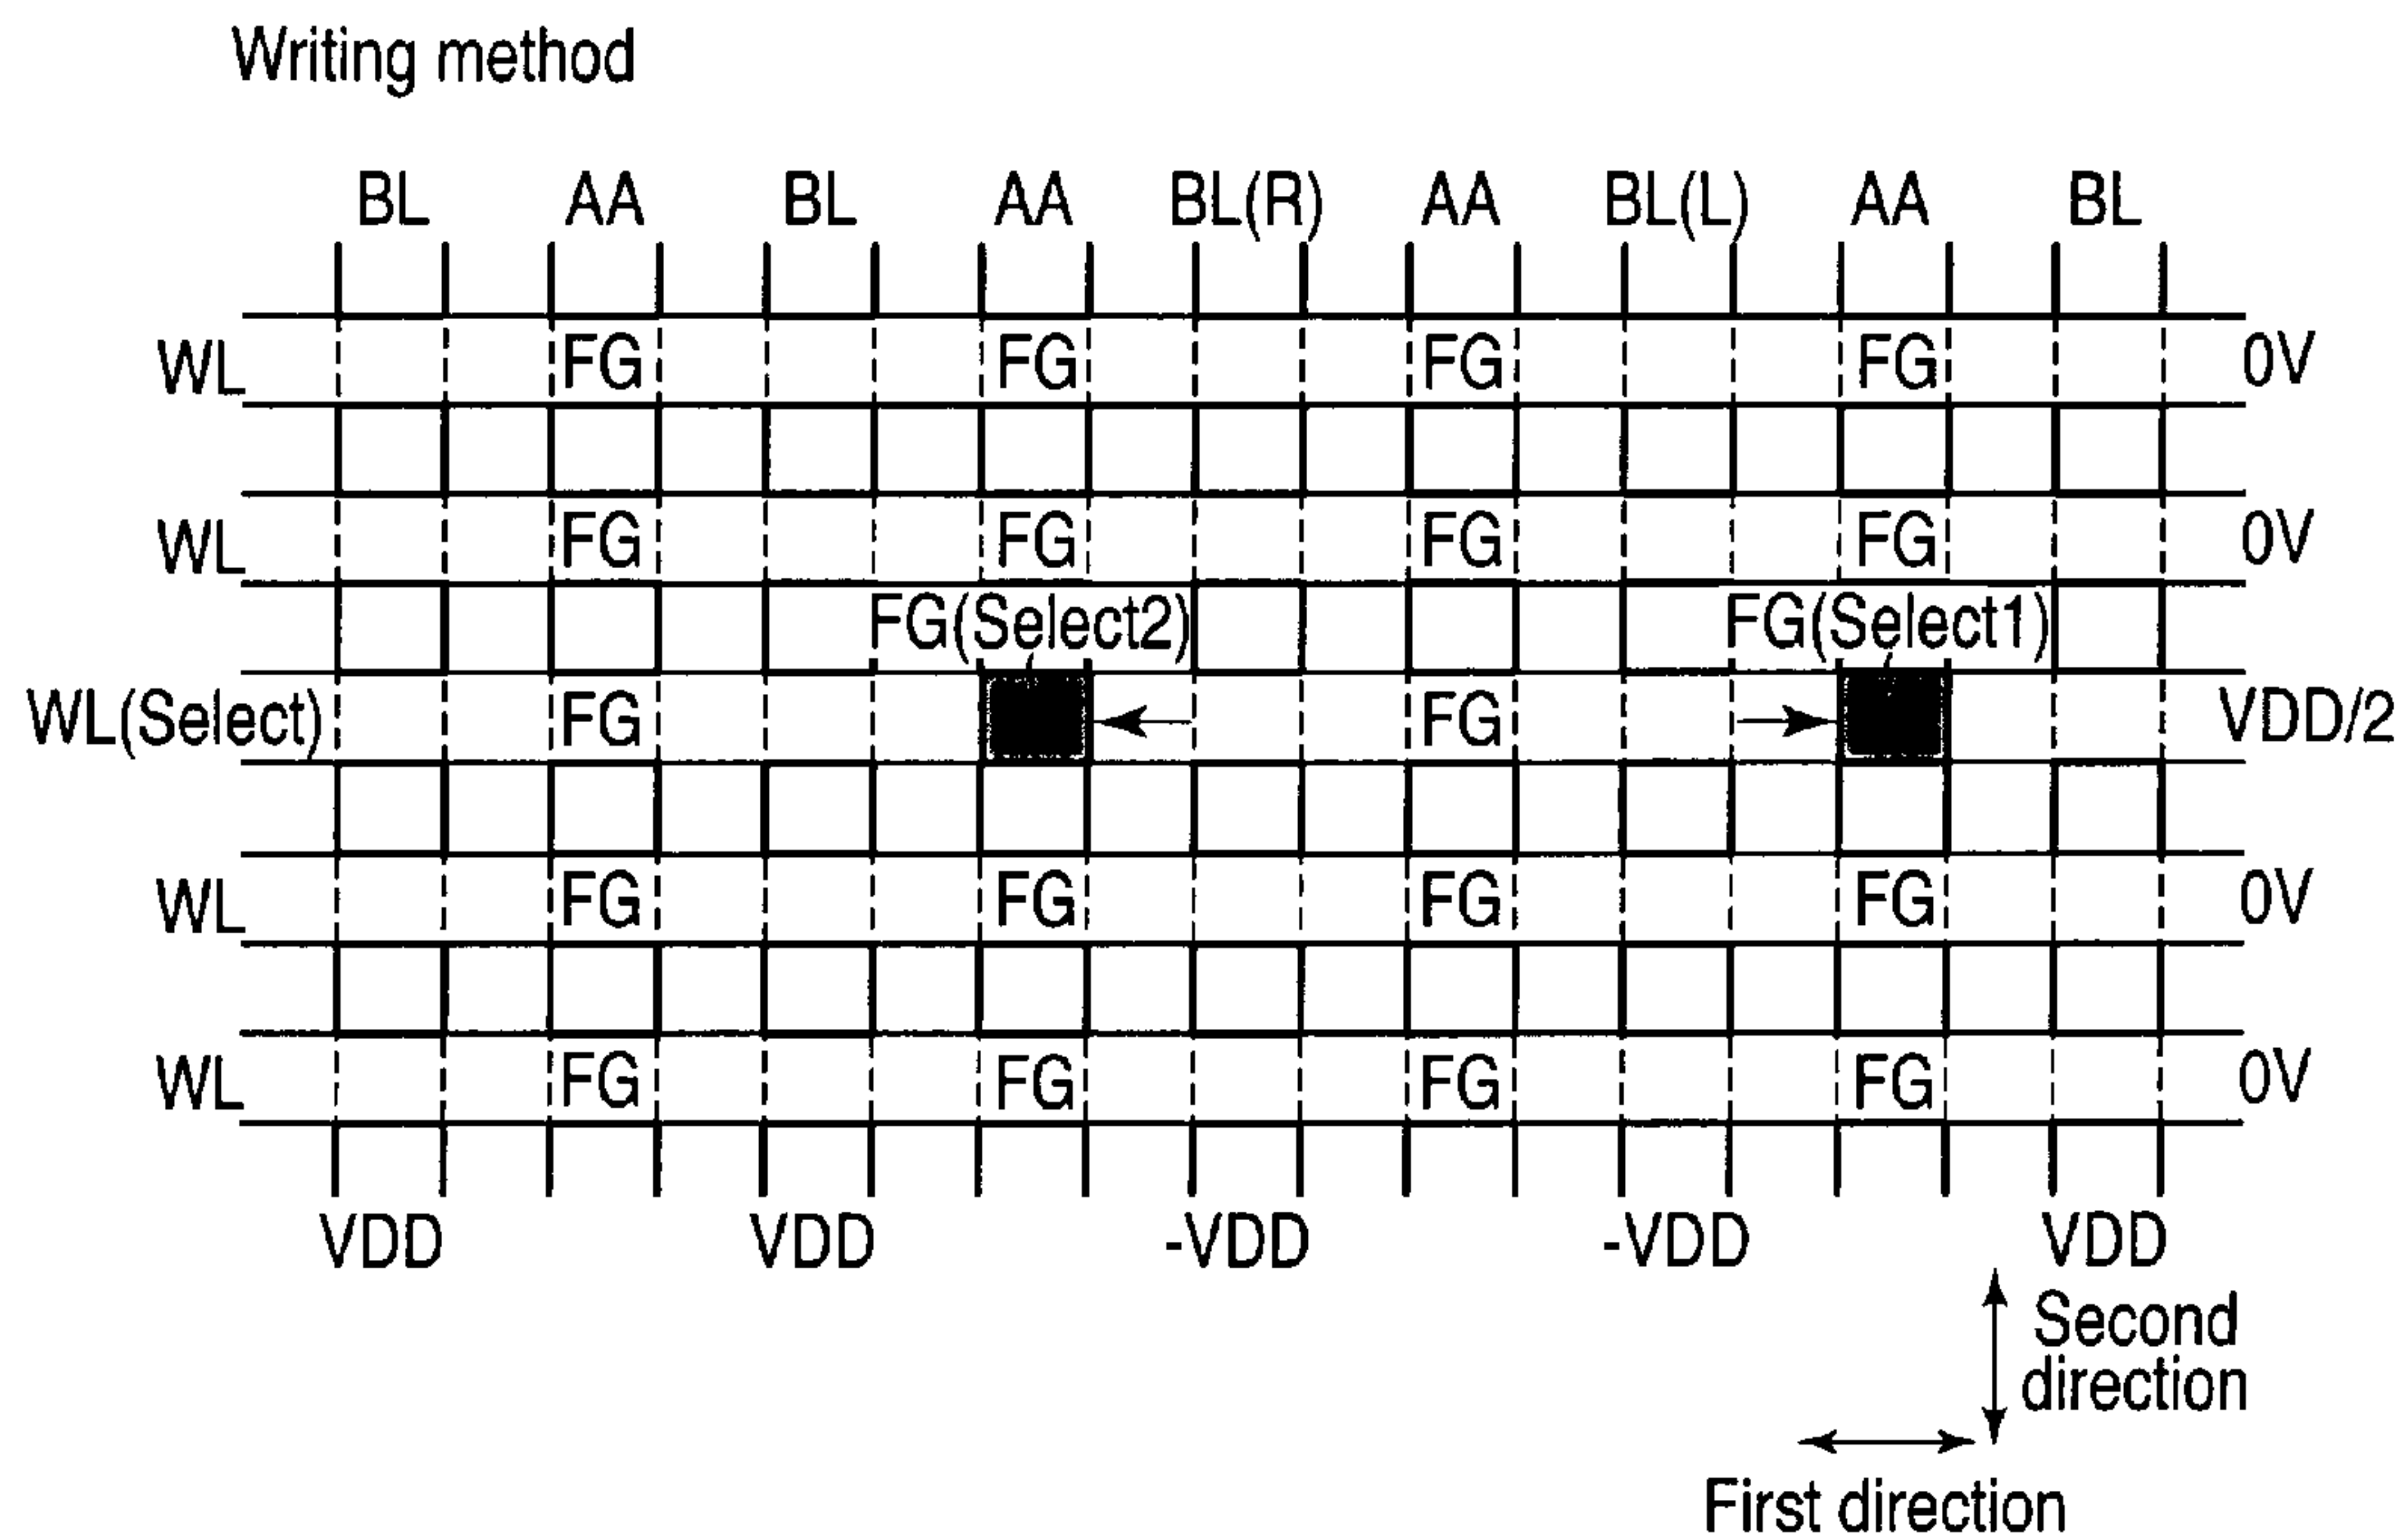 Writing method
BL AA BL AA BL(R) AA BL(L) AA BL
WL FG FG FG FG 0V
WL FG FG FG FG 0V
FG(Select2) FG(Select1)
WL(Select) FG FG VDD/2
WL FG FG FG FG 0V
WL FG FG FG FG 0V
VDD VDD -VDD -VDD VDD
Second
direction
First direction